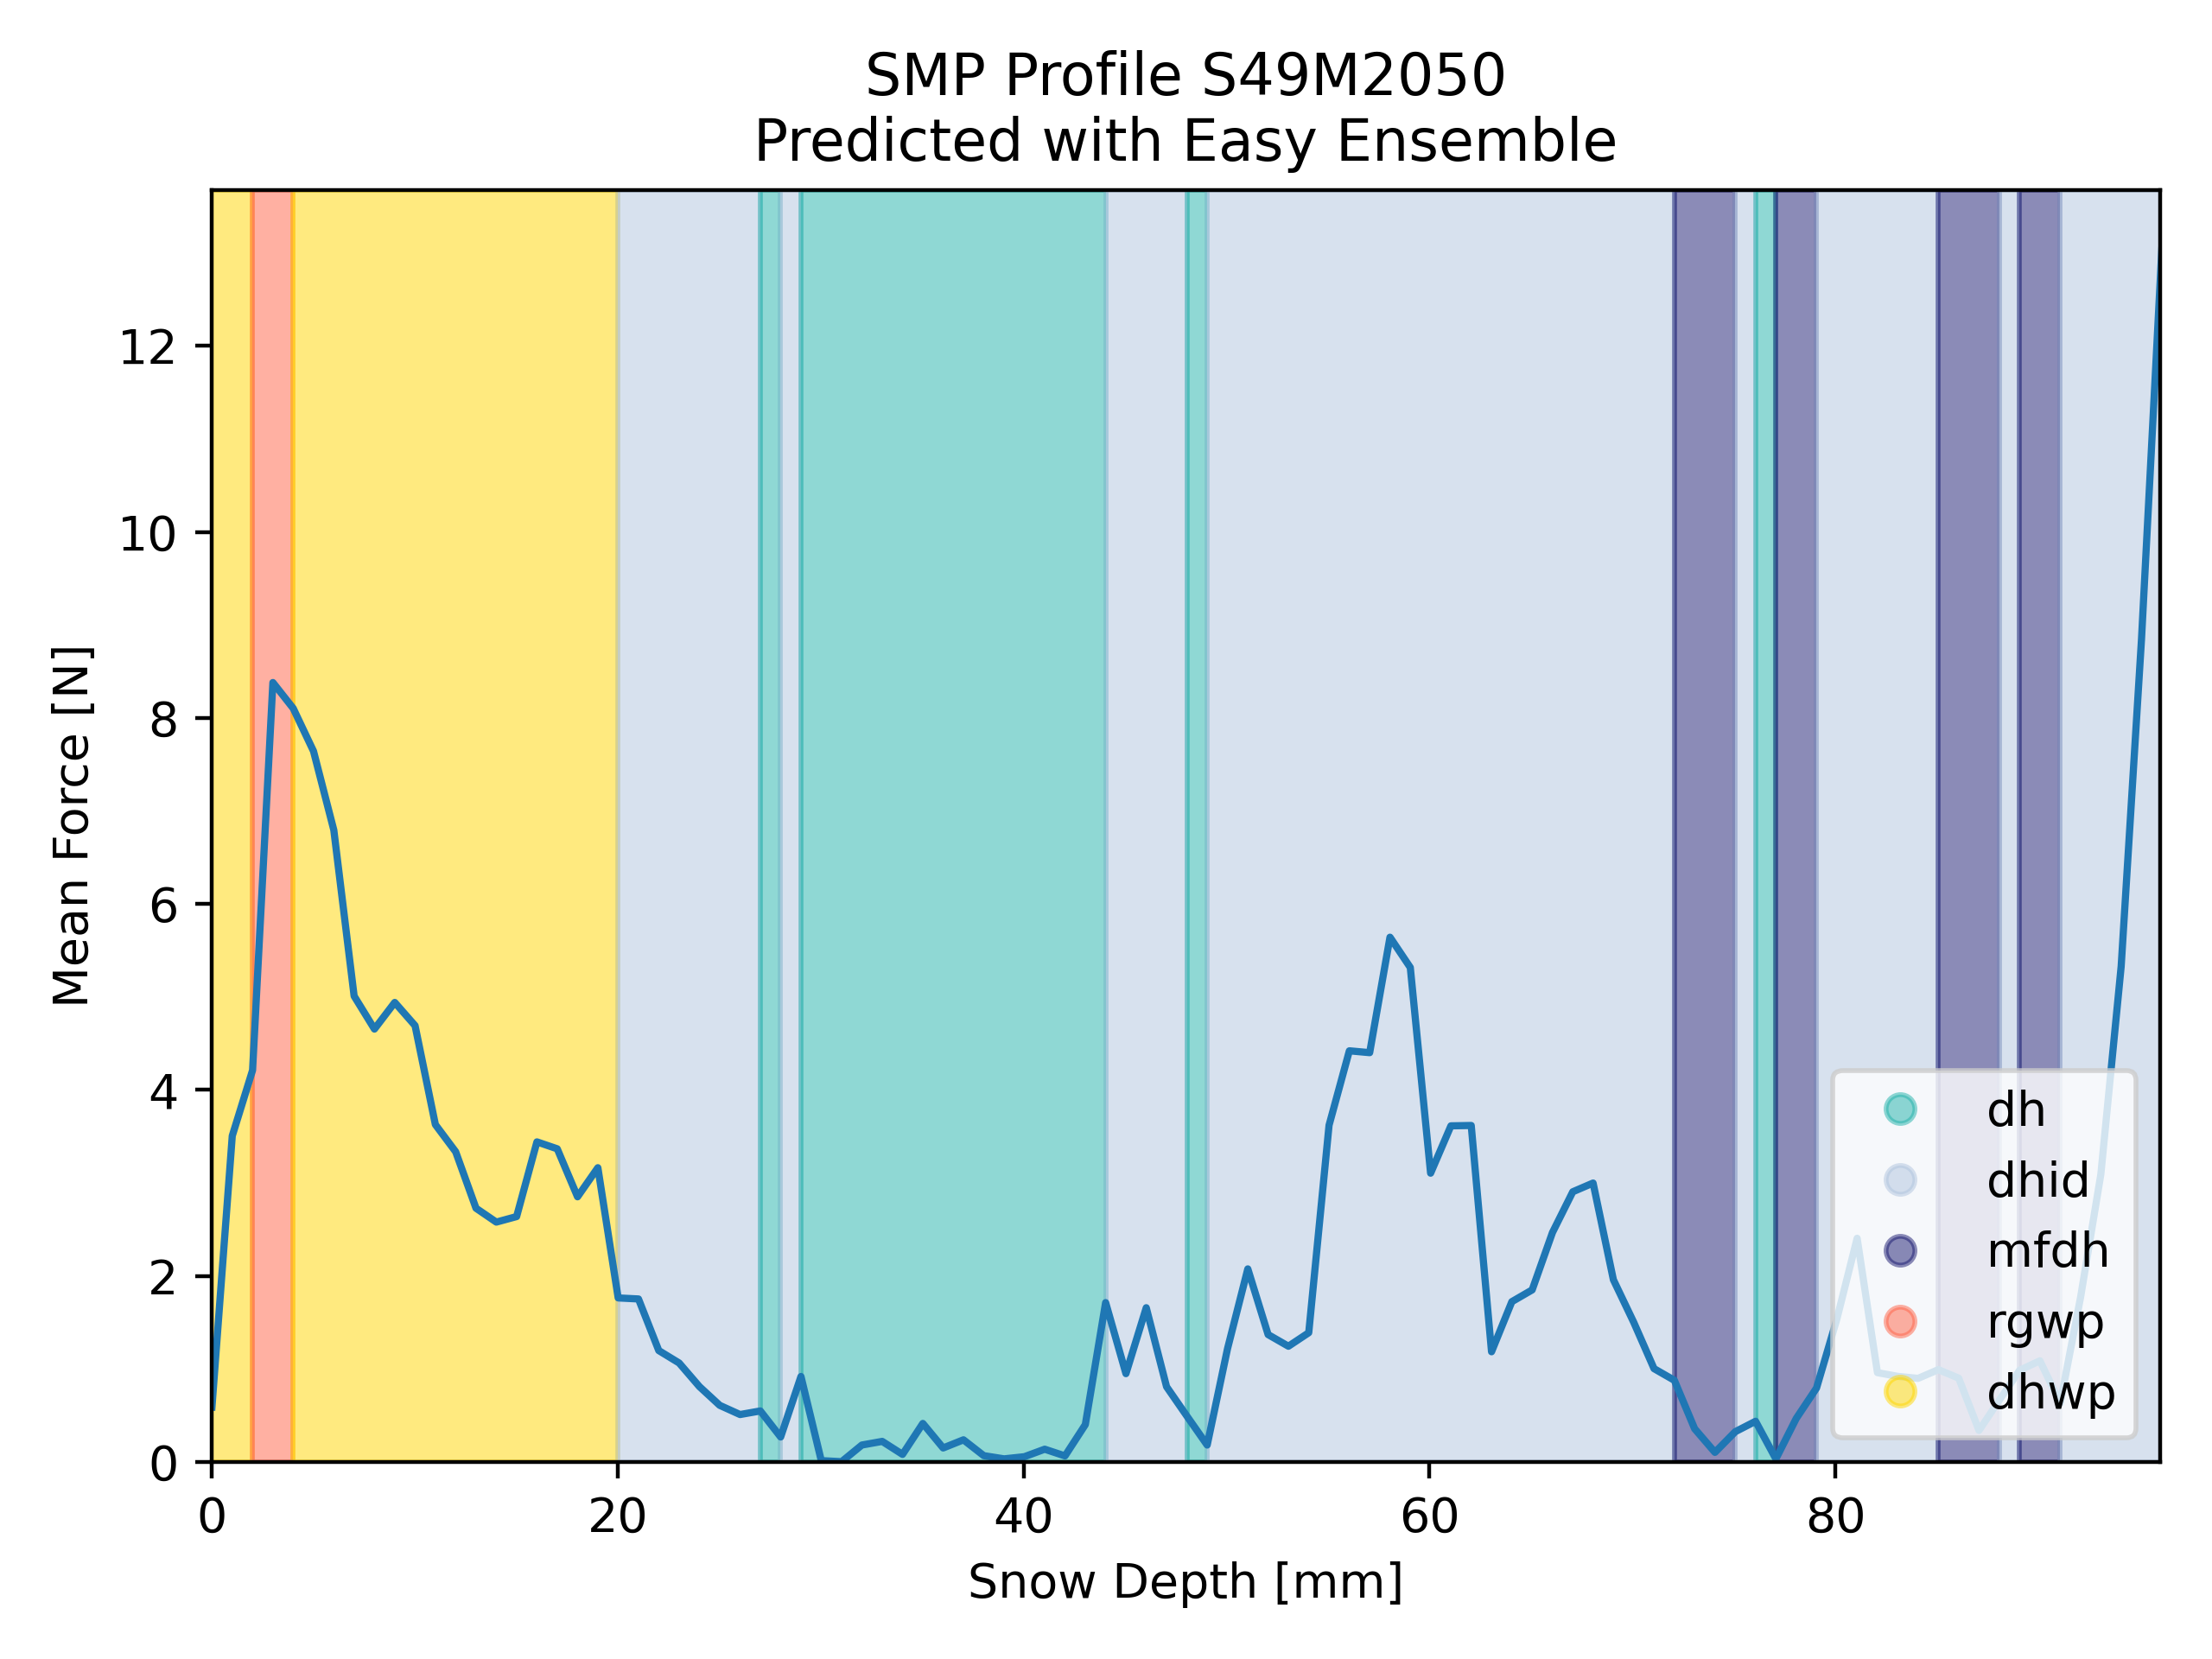 SMP Profile S49M2050
Predicted with Easy Ensemble
Mean Force [N]
12
10
8
6
4
2
0
0 20 40 60 80
Snow Depth [mm]
dh
dhid
mfdh
rgwp
dhwp